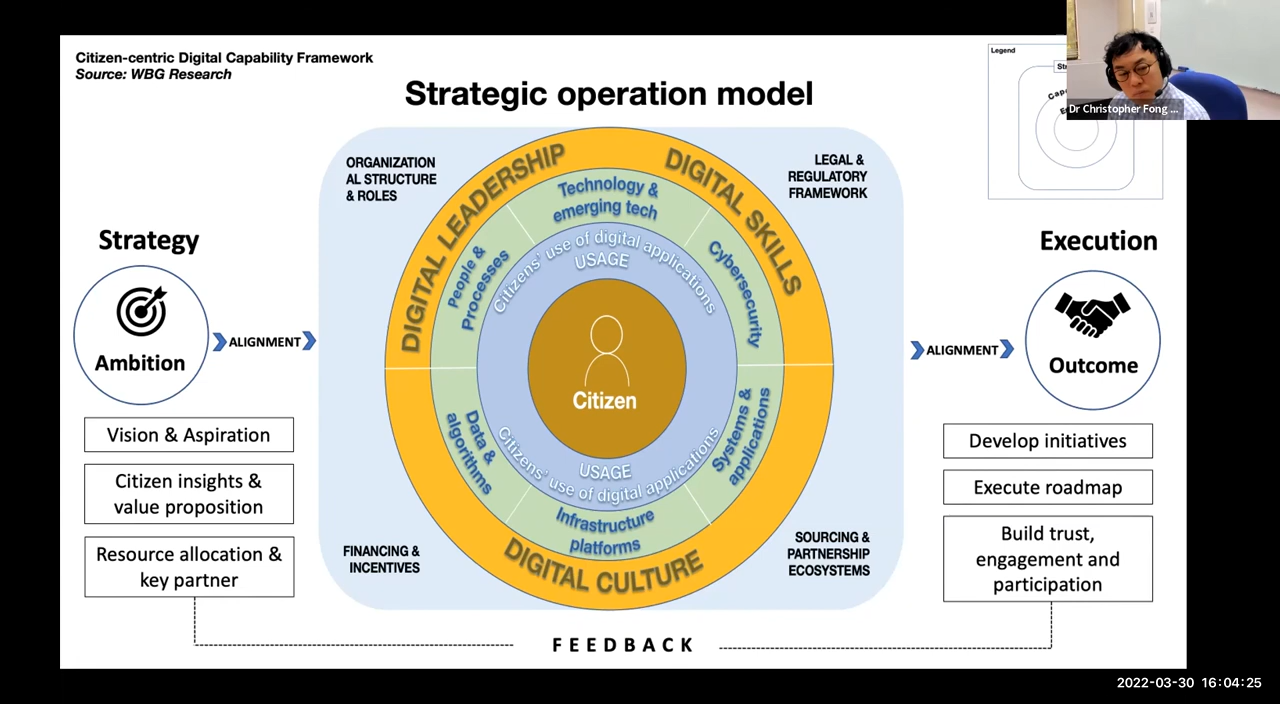 Citizen-centric Digital Capability Framework
Source: WBG Research
Strategic operation model
Legend
Dr Christopher Fong ...
ORGANIZATION
AL STRUCTURE
& ROLES
LEGAL &
REGULATORY
FRAMEWORK
DIGITAL LEADERSHIP
DIGITAL SKILLS
Technology &
emerging tech
People &
Processes
Cybersecurity
Citizens' use of digital applications
USAGE
Citizen
Data &
algorithms
Systems &
applications
USAGE
Citizens' use of digital applications
Infrastructure
platforms
DIGITAL CULTURE
FINANCING &
INCENTIVES
SOURCING &
PARTNERSHIP
ECOSYSTEMS
Strategy
Ambition
ALIGNMENT
Vision & Aspiration
Citizen insights &
value proposition
Resource allocation &
key partner
Execution
ALIGNMENT
Outcome
Develop initiatives
Execute roadmap
Build trust,
engagement and
participation
FEEDBACK
2022-03-30 16:04:25